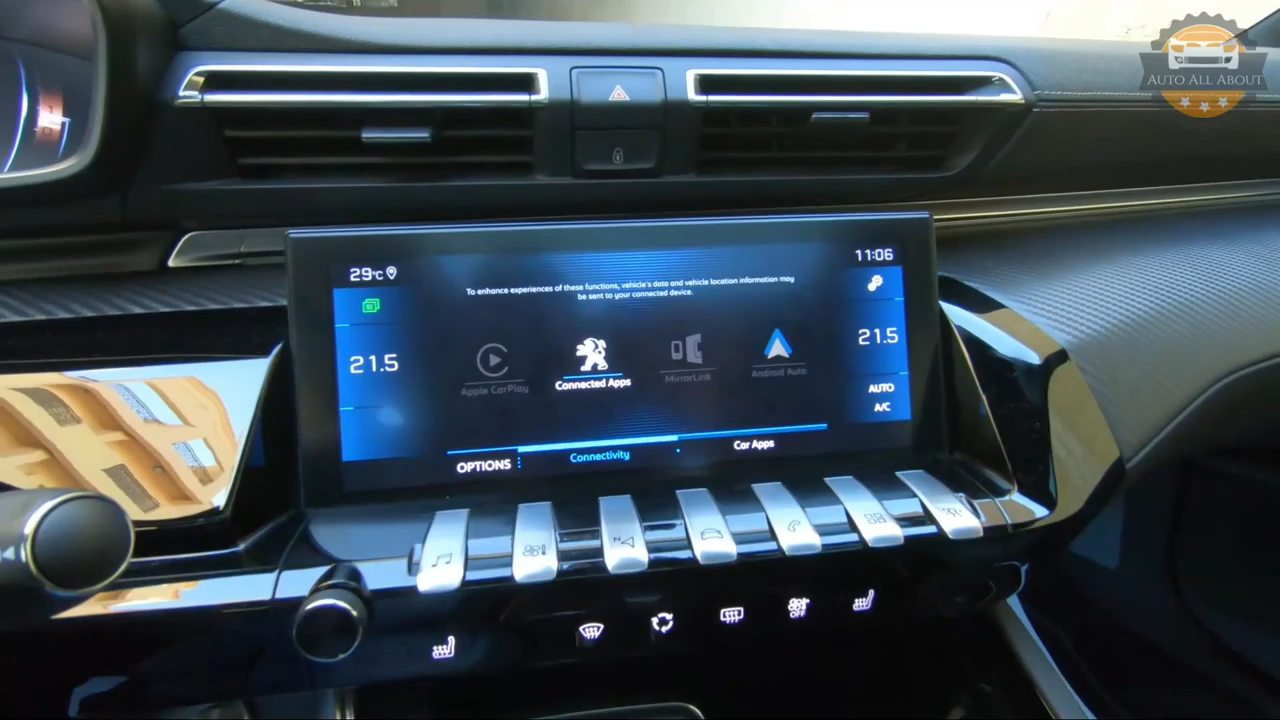 AUTO ALL ABOUT
29°C
11:06
To enhance experiences of these functions, vehicle's data and vehicle location information may
be sent to your connected device.
21.5
21.5
Apple CarPlay
Connected Apps
MirrorLink
Android Auto
AUTO
A/C
OPTIONS
Connectivity
Car Apps
N
OFF